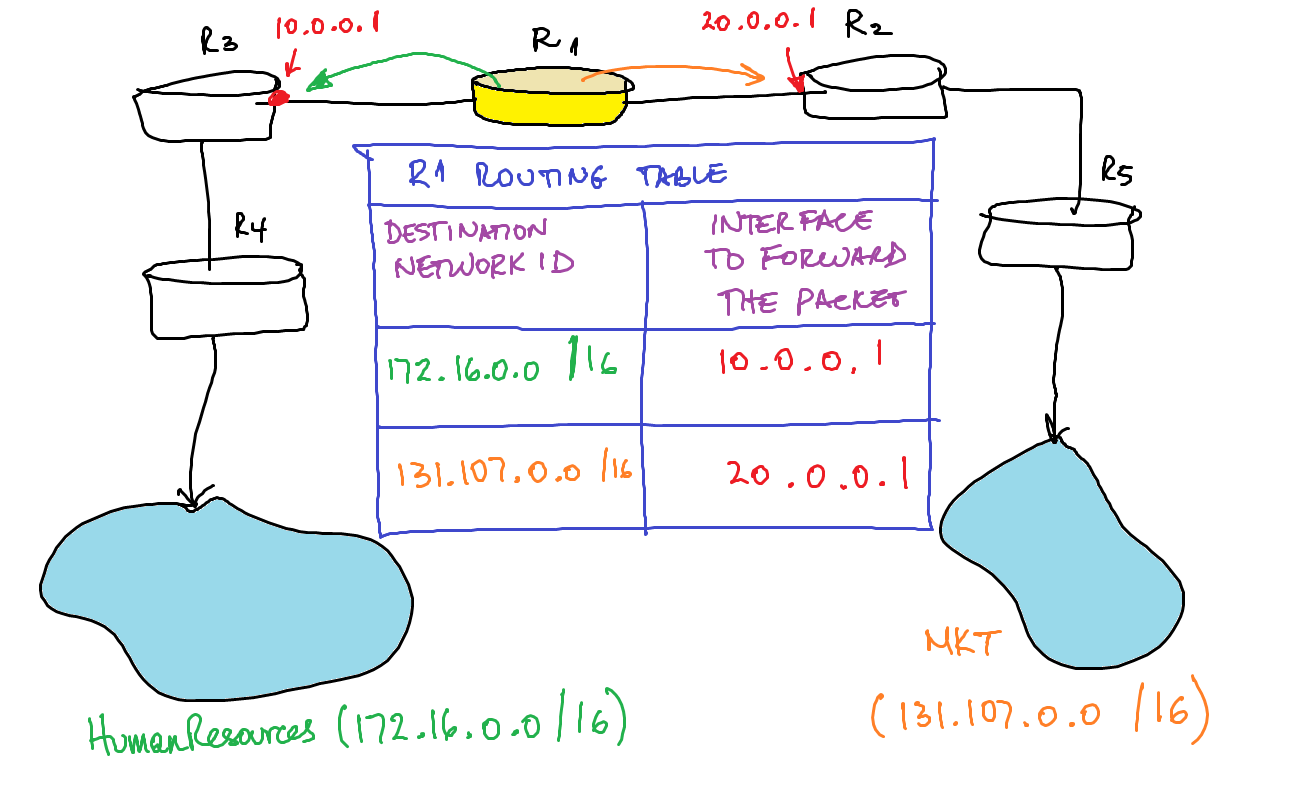 R3
10.0.0.1
R1
20.0.0.1
R2
R4
R5
R1 ROUTING TABLE
DESTINATION
NETWORK ID
INTERFACE
TO FORWARD
THE PACKET
172.16.0.0 /16
10.0.0.1
131.107.0.0 /16
20.0.0.1
HumanResources (172.16.0.0/16)
MKT
(131.107.0.0 /16)